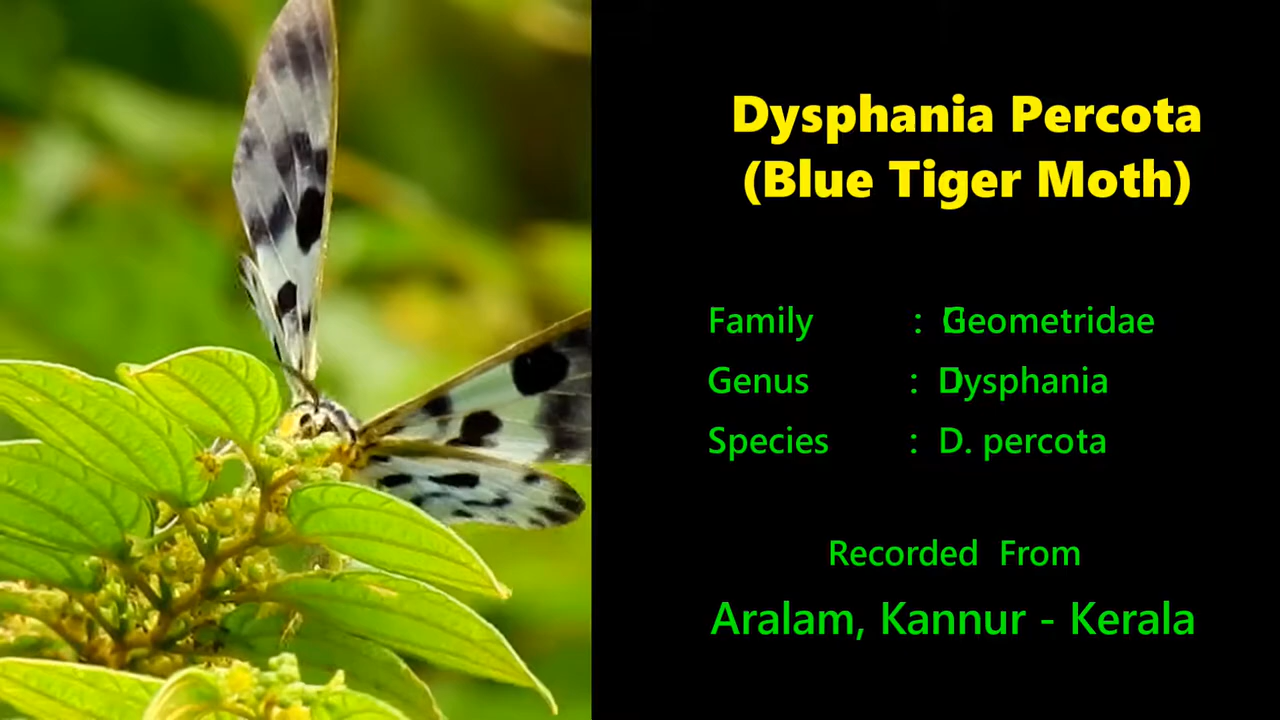 Dysphania Percota
(Blue Tiger Moth)
Family : Geometridae
Genus : Dysphania
Species : D. percota
Recorded From
Aralam, Kannur - Kerala